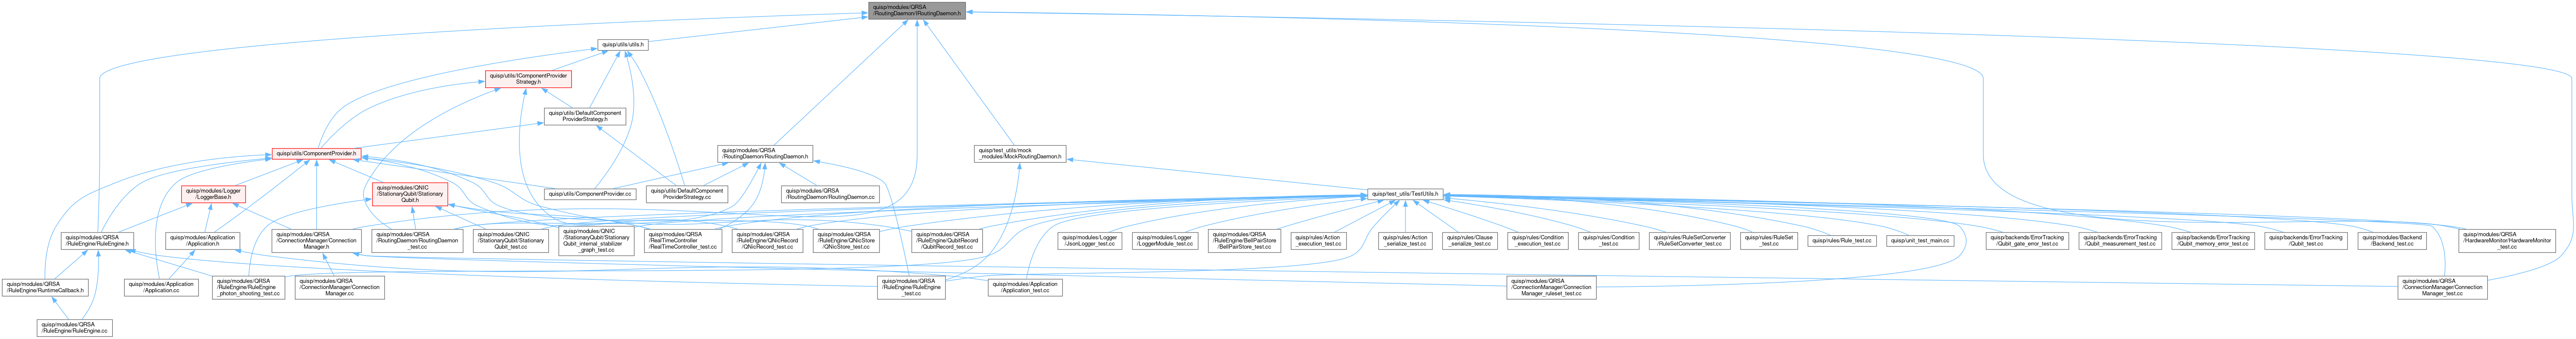 quisp/modules/QRSA
/RoutingDaemon/IRoutingDaemon.h
quisp/utils/utils.h
quisp/utils/IComponentProvider
Strategy.h
quisp/utils/DefaultComponent
ProviderStrategy.h
quisp/utils/ComponentProvider.h
quisp/modules/QRSA
/RoutingDaemon/RoutingDaemon.h
quisp/test_utils/mock
_modules/MockRoutingDaemon.h
quisp/modules/Logger
/LoggerBase.h
quisp/modules/QNIC
/StationaryQubit/Stationary
Qubit.h
quisp/utils/ComponentProvider.cc
quisp/utils/DefaultComponent
ProviderStrategy.cc
quisp/modules/QRSA
/RoutingDaemon/RoutingDaemon.cc
quisp/test_utils/TestUtils.h
quisp/modules/QRSA
/RuleEngine/RuleEngine.h
quisp/modules/Application
/Application.h
quisp/modules/QRSA
/ConnectionManager/Connection
Manager.h
quisp/modules/QRSA
/RoutingDaemon/RoutingDaemon
_test.cc
quisp/modules/QNIC
/StationaryQubit/Stationary
Qubit_test.cc
quisp/modules/QNIC
/StationaryQubit/Stationary
Qubit_internal_stabilizer
_graph_test.cc
quisp/modules/QRSA
/RealTimeController
/RealTimeController_test.cc
quisp/modules/QRSA
/RuleEngine/QNicRecord
/QNicRecord_test.cc
quisp/modules/QRSA
/RuleEngine/QNicStore
/QNicStore_test.cc
quisp/modules/QRSA
/RuleEngine/QubitRecord
/QubitRecord_test.cc
quisp/modules/Logger
/JsonLogger_test.cc
quisp/modules/Logger
/LoggerModule_test.cc
quisp/modules/QRSA
/RuleEngine/BellPairStore
/BellPairStore_test.cc
quisp/rules/Action
_execution_test.cc
quisp/rules/Action
_serialize_test.cc
quisp/rules/Clause
_serialize_test.cc
quisp/rules/Condition
_execution_test.cc
quisp/rules/Condition
_test.cc
quisp/rules/RuleSetConverter
/RuleSetConverter_test.cc
quisp/rules/RuleSet
_test.cc
quisp/rules/Rule_test.cc
quisp/unit_test_main.cc
quisp/backends/ErrorTracking
/Qubit_gate_error_test.cc
quisp/backends/ErrorTracking
/Qubit_measurement_test.cc
quisp/backends/ErrorTracking
/Qubit_memory_error_test.cc
quisp/backends/ErrorTracking
/Qubit_test.cc
quisp/modules/Backend
/Backend_test.cc
quisp/modules/QRSA
/HardwareMonitor/HardwareMonitor
_test.cc
quisp/modules/QRSA
/RuleEngine/RuntimeCallback.h
quisp/modules/Application
/Application.cc
quisp/modules/QRSA
/RuleEngine/RuleEngine
_photon_shooting_test.cc
quisp/modules/QRSA
/ConnectionManager/Connection
Manager.cc
quisp/modules/QRSA
/RuleEngine/RuleEngine
_test.cc
quisp/modules/Application
/Application_test.cc
quisp/modules/QRSA
/ConnectionManager/Connection
Manager_ruleset_test.cc
quisp/modules/QRSA
/ConnectionManager/Connection
Manager_test.cc
quisp/modules/QRSA
/RuleEngine/RuleEngine.cc